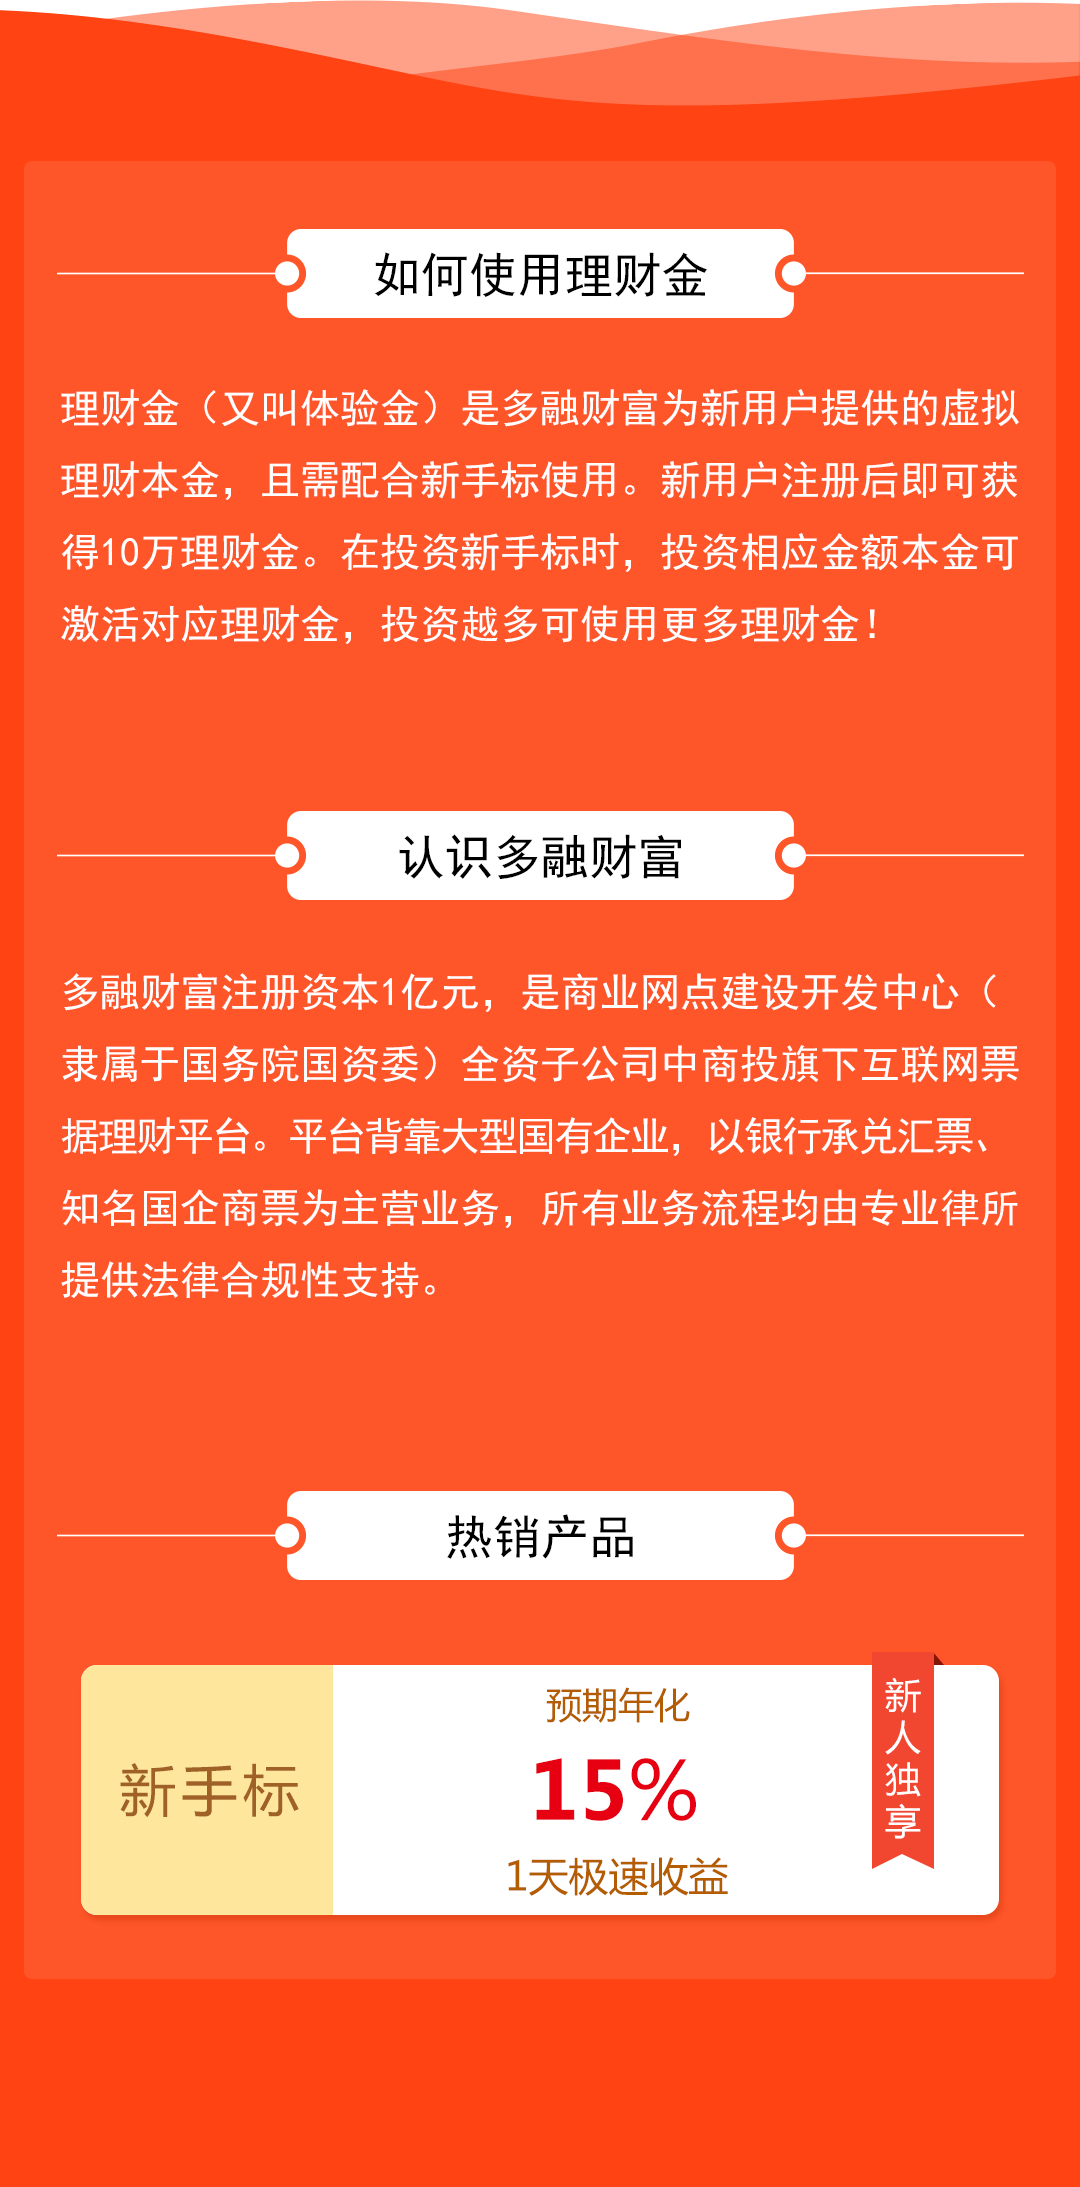 如何使用理财金
理财金（又叫体验金）是多融财富为新用户提供的虚拟
理财本金，且需配合新手标使用。新用户注册后即可获
得10万理财金。在投资新手标时，投资相应金额本金可
激活对应理财金，投资越多可使用更多理财金！
认识多融财富
多融财富注册资本1亿元，是商业网点建设开发中心（
隶属于国务院国资委）全资子公司中商投旗下互联网票
据理财平台。平台背靠大型国有企业，以银行承兑汇票、
知名国企商票为主营业务，所有业务流程均由专业律所
提供法律合规性支持。
热销产品
新手标
预期年化
15%
1天极速收益
新人独享